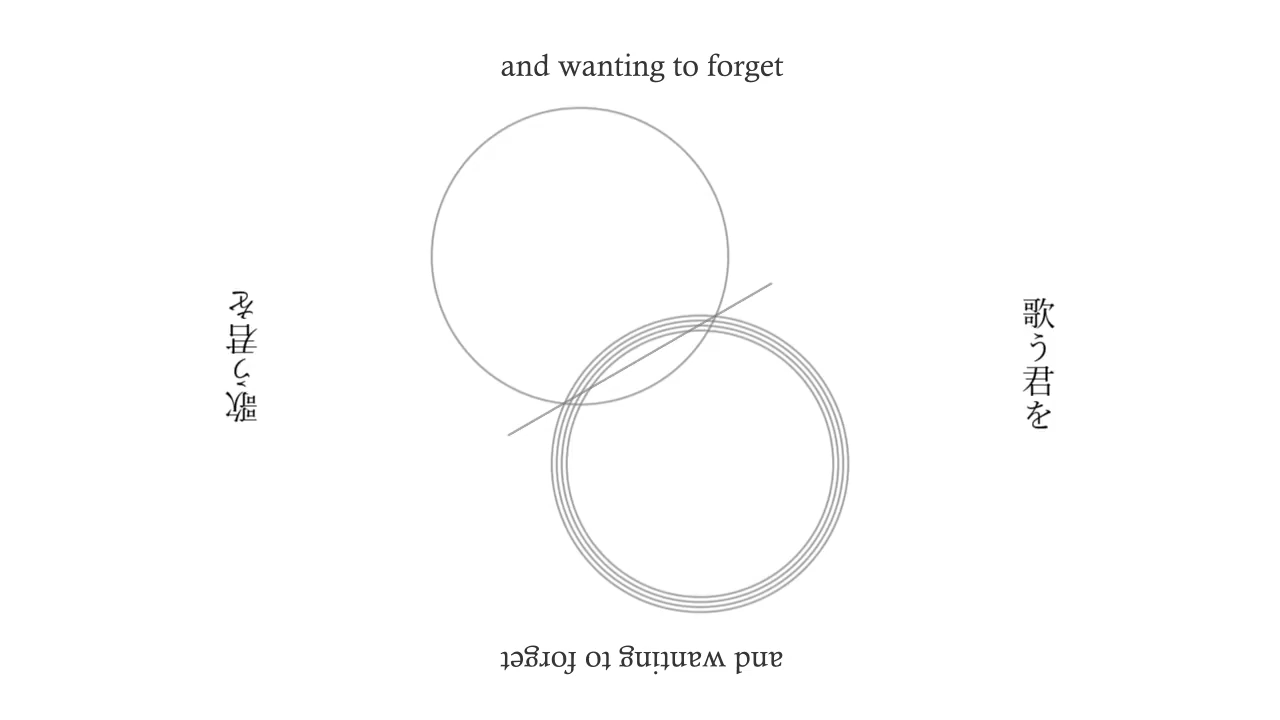 and wanting to forget
歌う君を
歌う君を
and wanting to forget